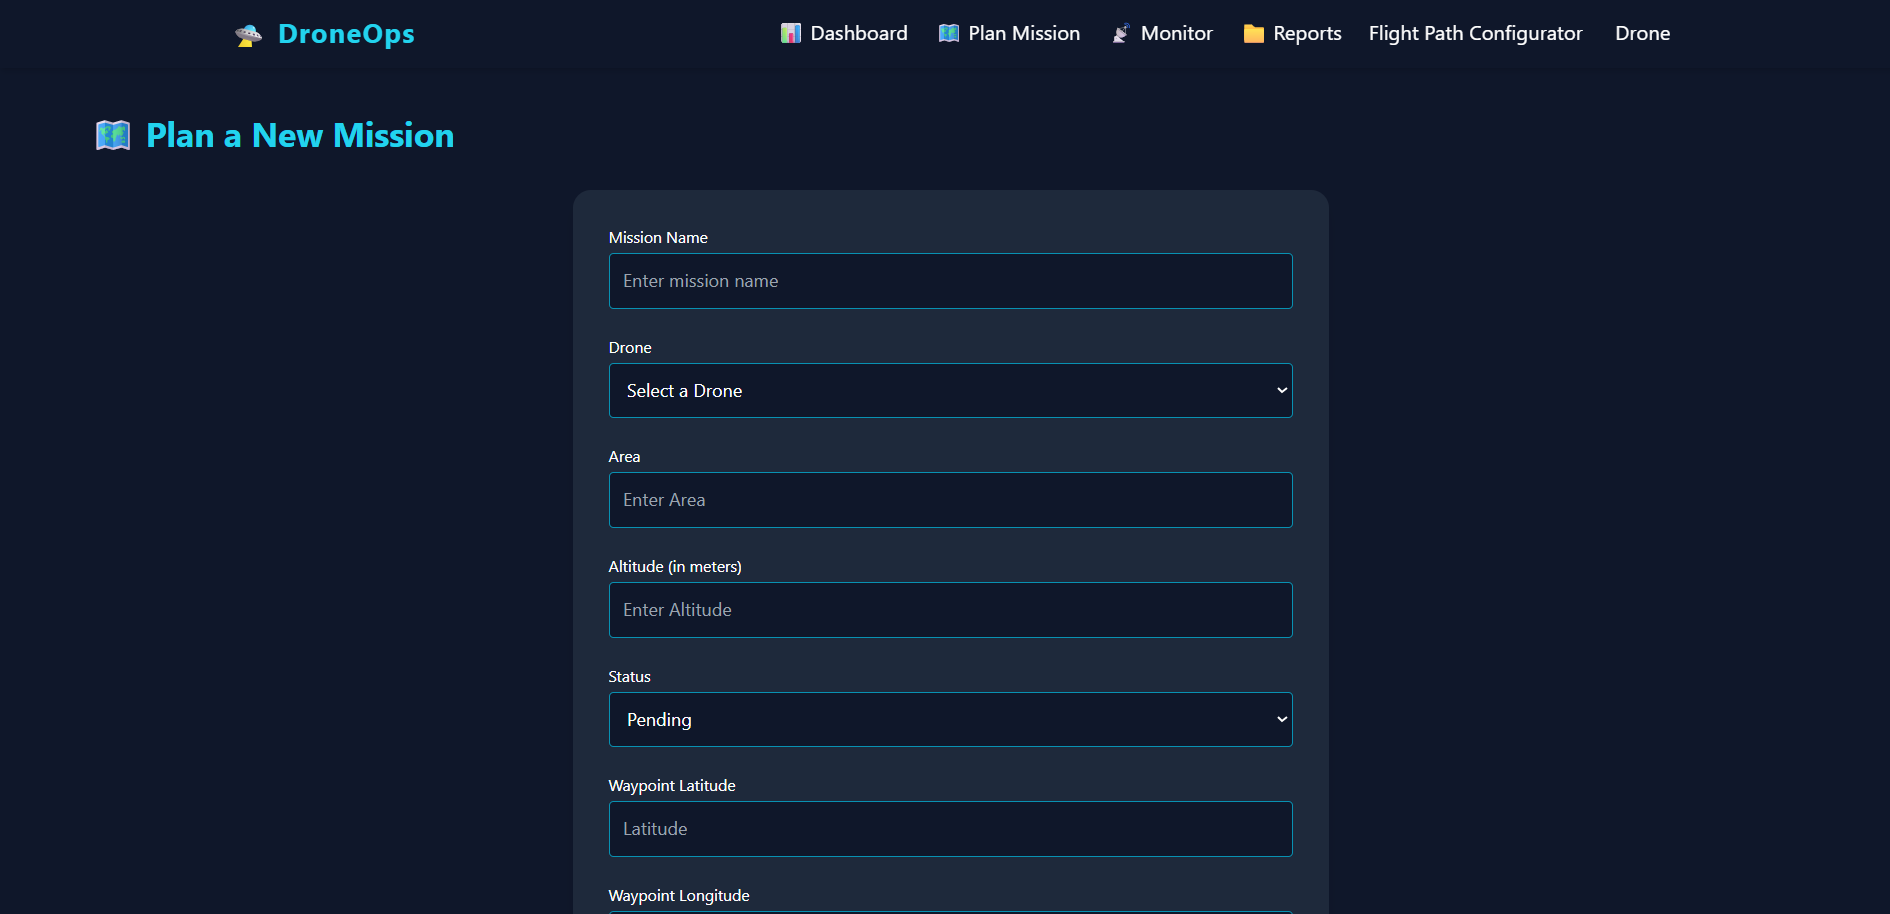 DroneOps
Dashboard Plan Mission Monitor Reports Flight Path Configurator Drone
Plan a New Mission
Mission Name
Enter mission name
Drone
Select a Drone
Area
Enter Area
Altitude (in meters)
Enter Altitude
Status
Pending
Waypoint Latitude
Latitude
Waypoint Longitude